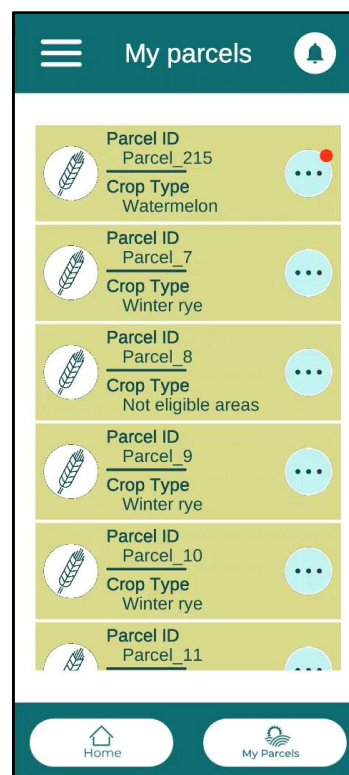 My parcels
Parcel ID
Parcel_215
Crop Type
Watermelon
Parcel ID
Parcel_7
Crop Type
Winter rye
Parcel ID
Parcel_8
Crop Type
Not eligible areas
Parcel ID
Parcel_9
Crop Type
Winter rye
Parcel ID
Parcel_10
Crop Type
Winter rye
Parcel ID
Parcel_11
Home
My Parcels